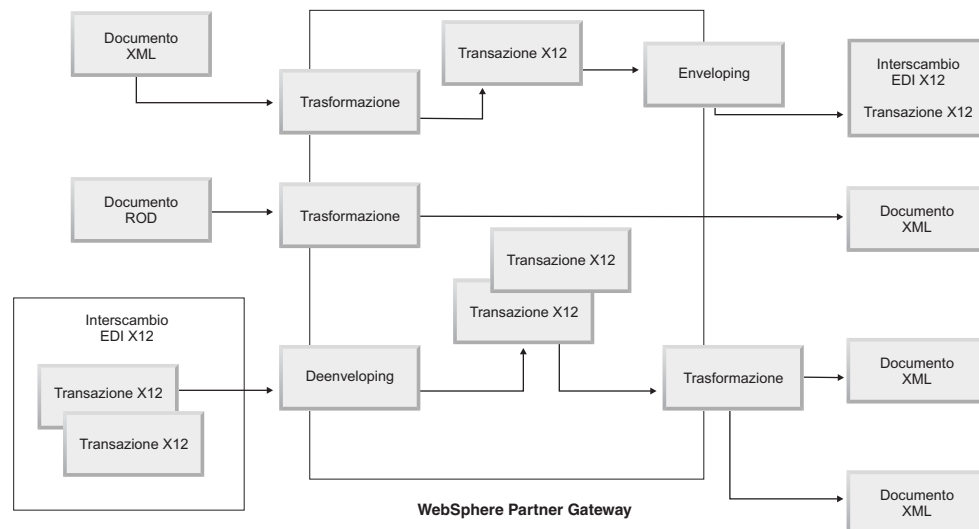 Documento
XML
Transazione X12
Trasformazione
Enveloping
Interscambio
EDI X12
Transazione X12
Documento
ROD
Trasformazione
Documento
XML
Interscambio
EDI X12
Transazione X12
Transazione X12
Deenveloping
Transazione X12
Transazione X12
Trasformazione
Documento
XML
Documento
XML
WebSphere Partner Gateway